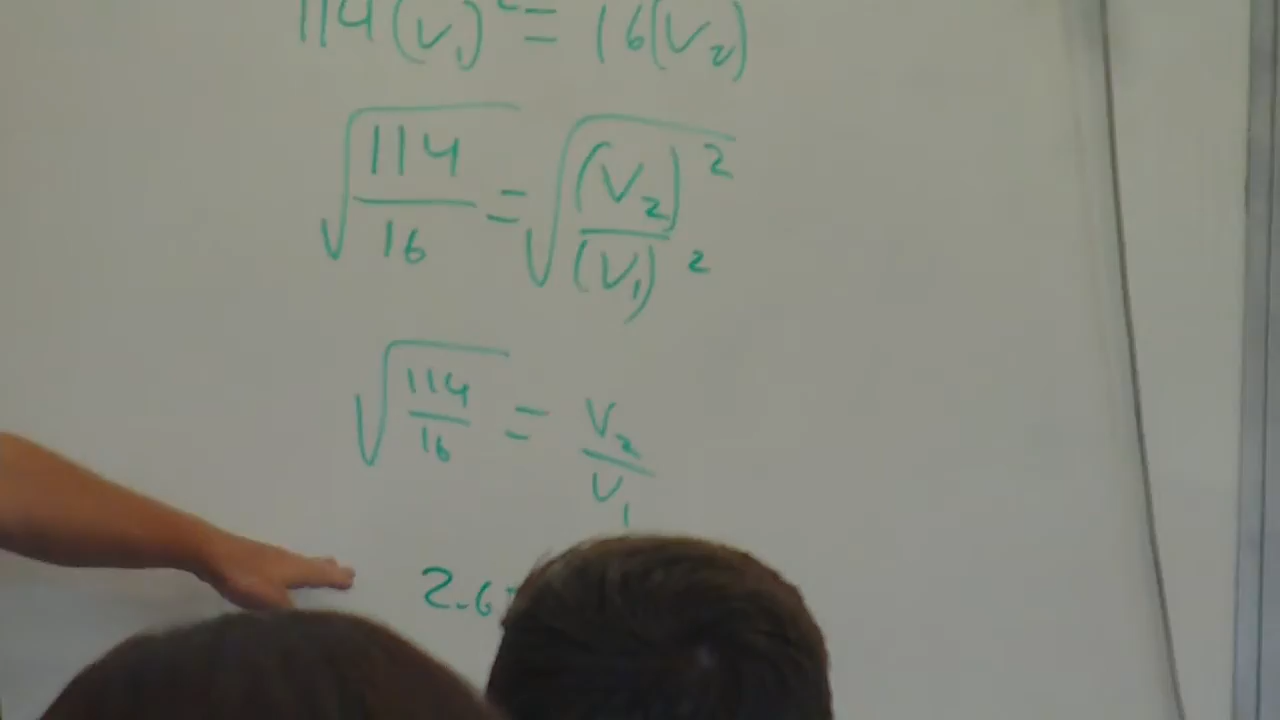 114(V₁)² = 16(V₂)
√(114/16) = √((V₂)²/(V₁)²)
√(114/16) = V₂/V₁
2.6